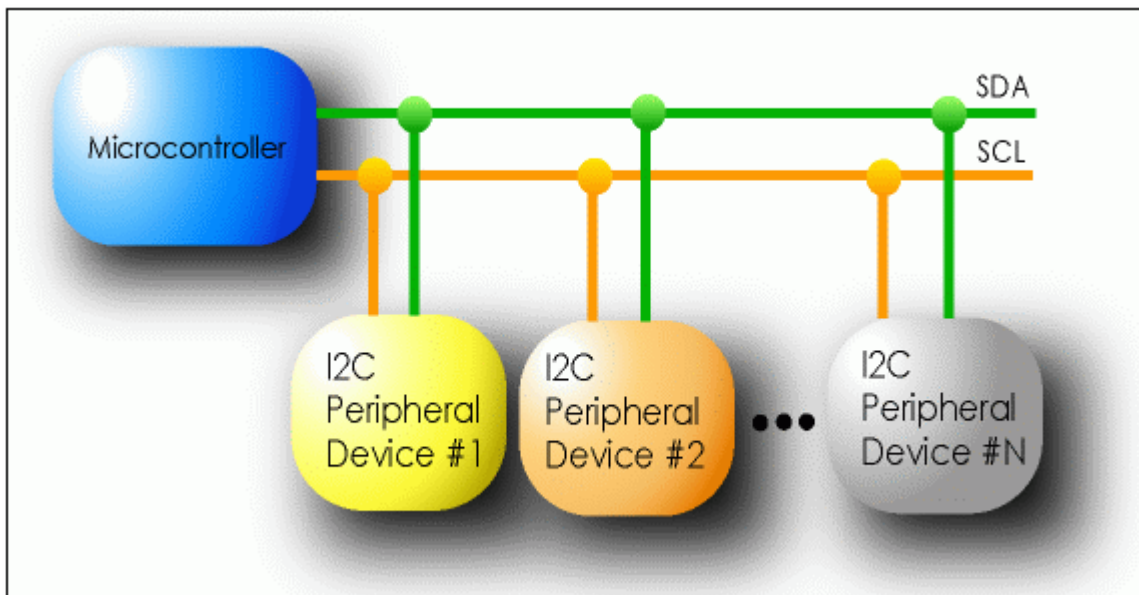 SDA
Microcontroller
SCL
I2C
Peripheral
Device #1
I2C
Peripheral
Device #2
I2C
Peripheral
Device #N